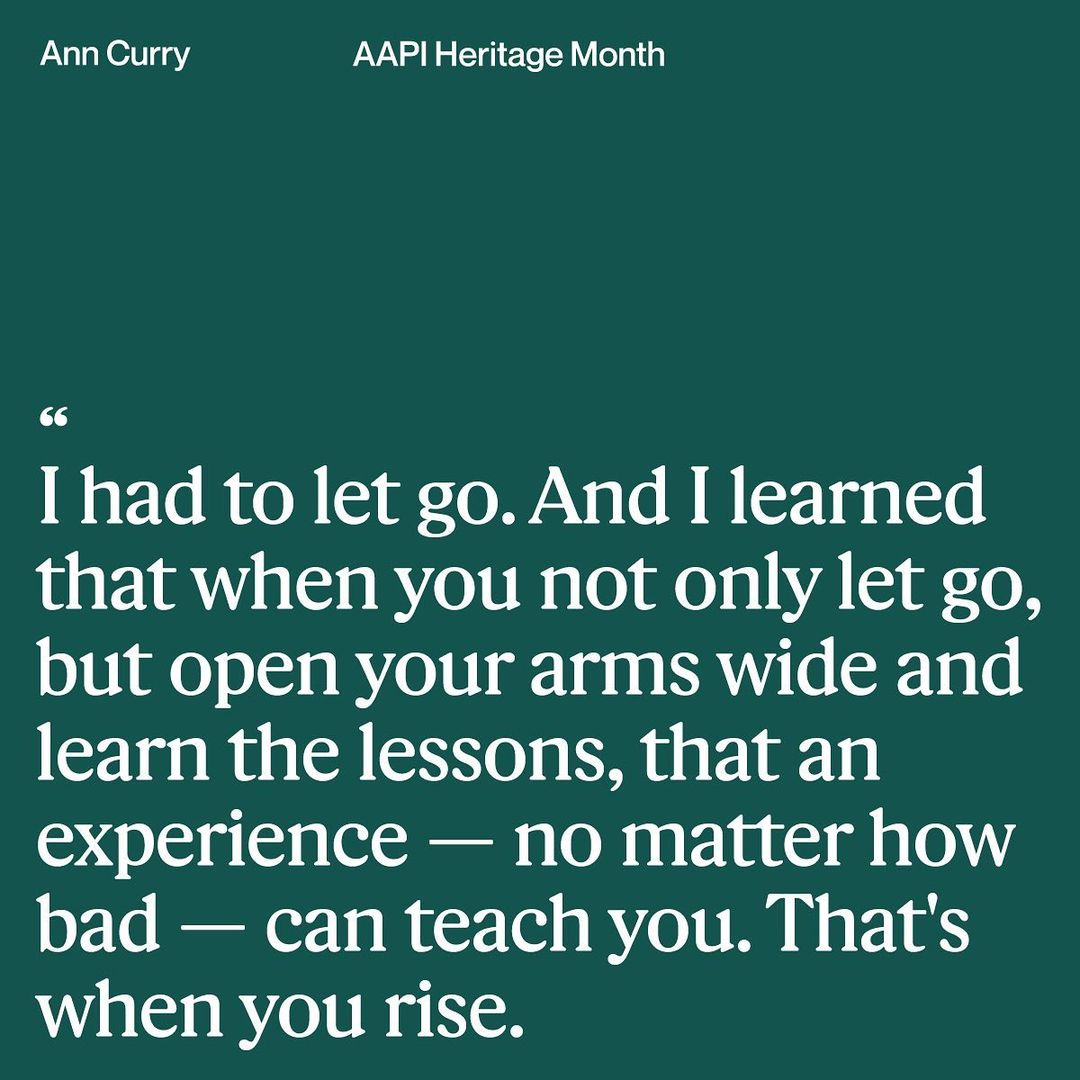 Ann Curry
AAPI Heritage Month
“
I had to let go. And I learned
that when you not only let go,
but open your arms wide and
learn the lessons, that an
experience — no matter how
bad — can teach you. That's
when you rise.